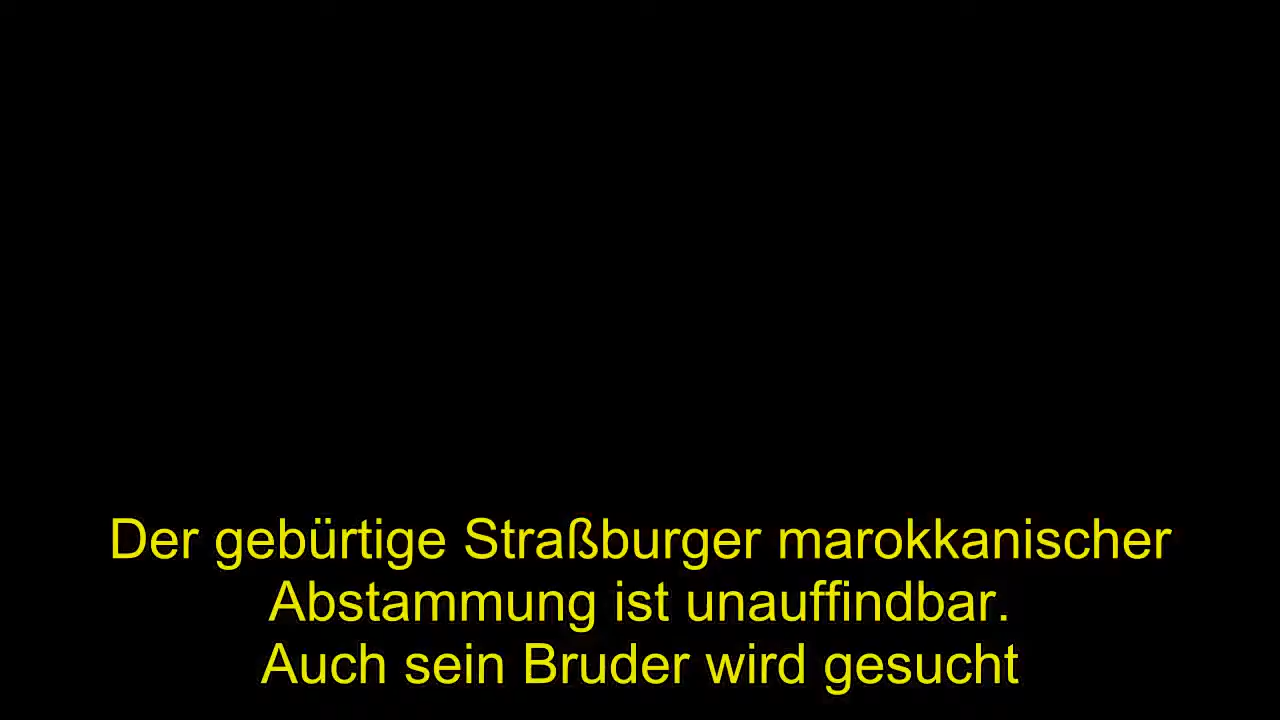 Der gebürtige Straßburger marokkanischer
Abstammung ist unauffindbar.
Auch sein Bruder wird gesucht